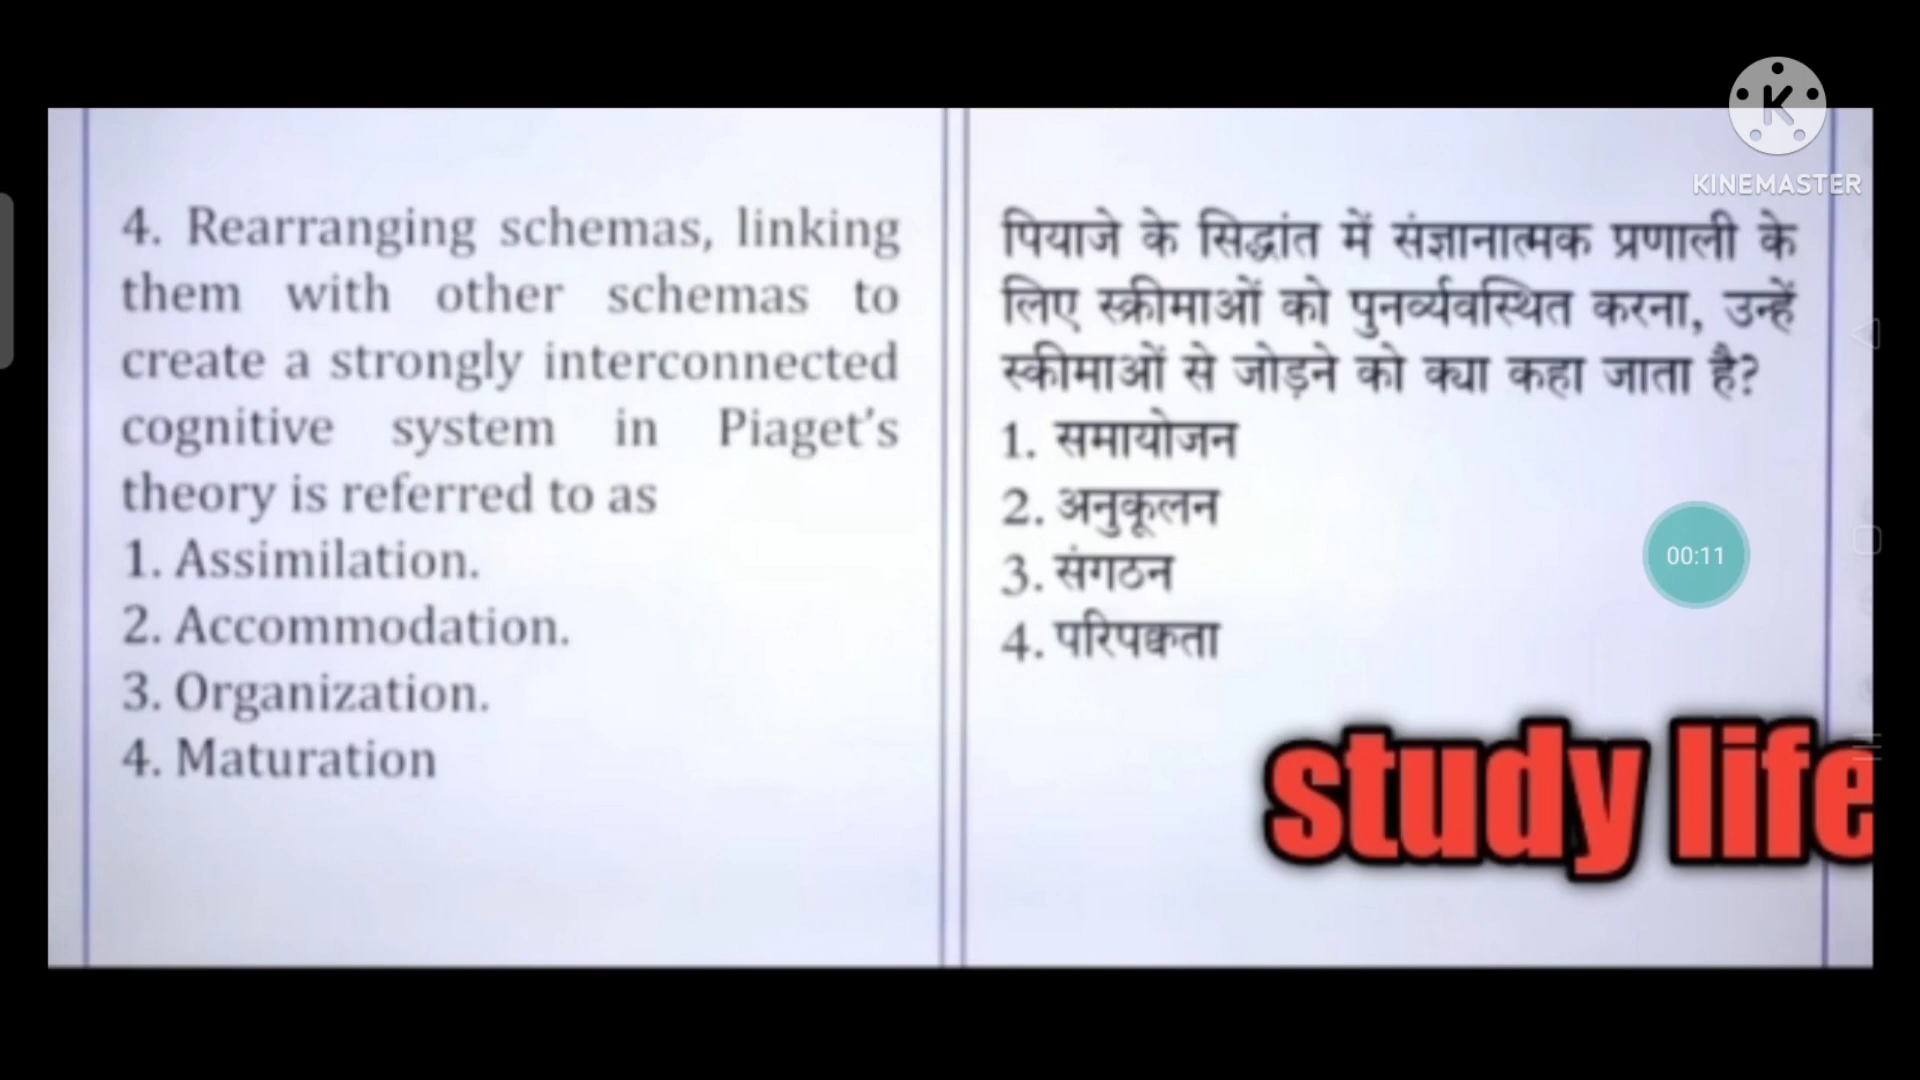 KINEMASTER
4. Rearranging schemas, linking
them with other schemas to
create a strongly interconnected
cognitive system in Piaget's
theory is referred to as
1. Assimilation.
2. Accommodation.
3. Organization.
4. Maturation
पियाजे के सिद्धांत में संज्ञानात्मक प्रणाली के
लिए स्क्रीमाओं को पुनर्व्यवस्थित करना, उन्हें
स्कीमाओं से जोड़ने को क्या कहा जाता है?
1. समायोजन
2. अनुकूलन
3. संगठन
4. परिपक्वता
00:11
study life